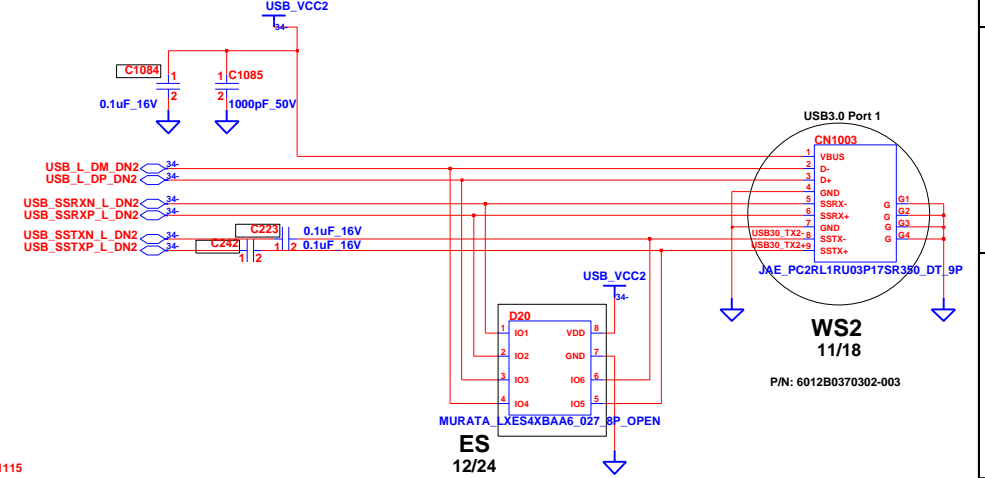 USB_VCC2
34-
C1084
1
2
0.1uF_16V
1
C1085
2
1000pF_50V
USB3.0 Port 1
CN1003
USB_L_DM_DN2
34-
USB_L_DP_DN2
34-
USB_SSRXN_L_DN2
34-
USB_SSRXP_L_DN2
34-
USB_SSTXN_L_DN2
34-
USB_SSTXP_L_DN2
34-
C223
1
2
0.1uF_16V
C242
1
2
0.1uF_16V
1
VBUS
2
D-
3
D+
4
GND
5
SSRX-
6
SSRX+
7
GND
USB30_TX2-
8
SSTX-
USB30_TX2+
9
SSTX+
G
G1
G
G2
G
G3
G
G4
JAE_PC2RL1RU03P17SR350_DT_9P
WS2
11/18
P/N: 6012B0370302-003
USB_VCC2
34-
D20
1
IO1
VDD
8
2
IO2
GND
7
3
IO3
IO6
6
4
IO4
IO5
5
MURATA_LXES4XBAA6_027_8P_OPEN
ES
12/24